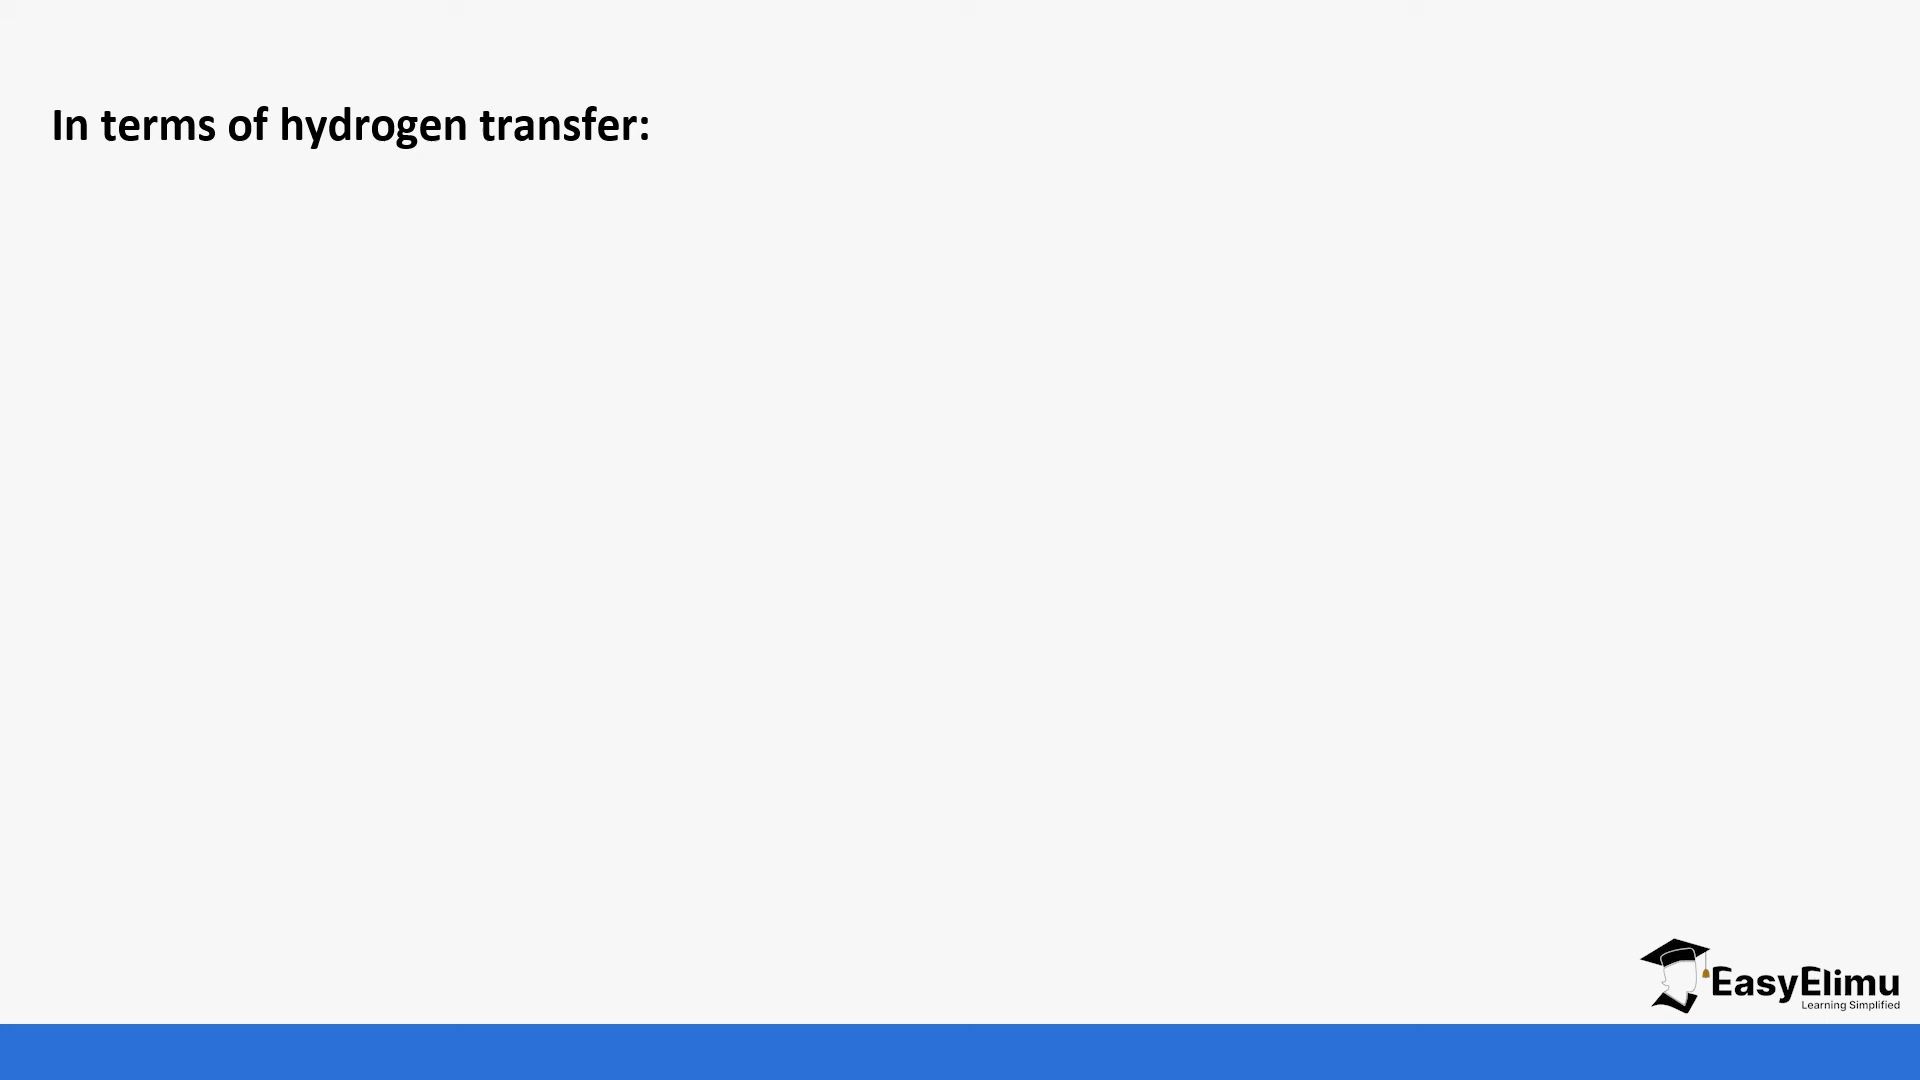 In terms of hydrogen transfer:
EasyElimu
Learning Simplified